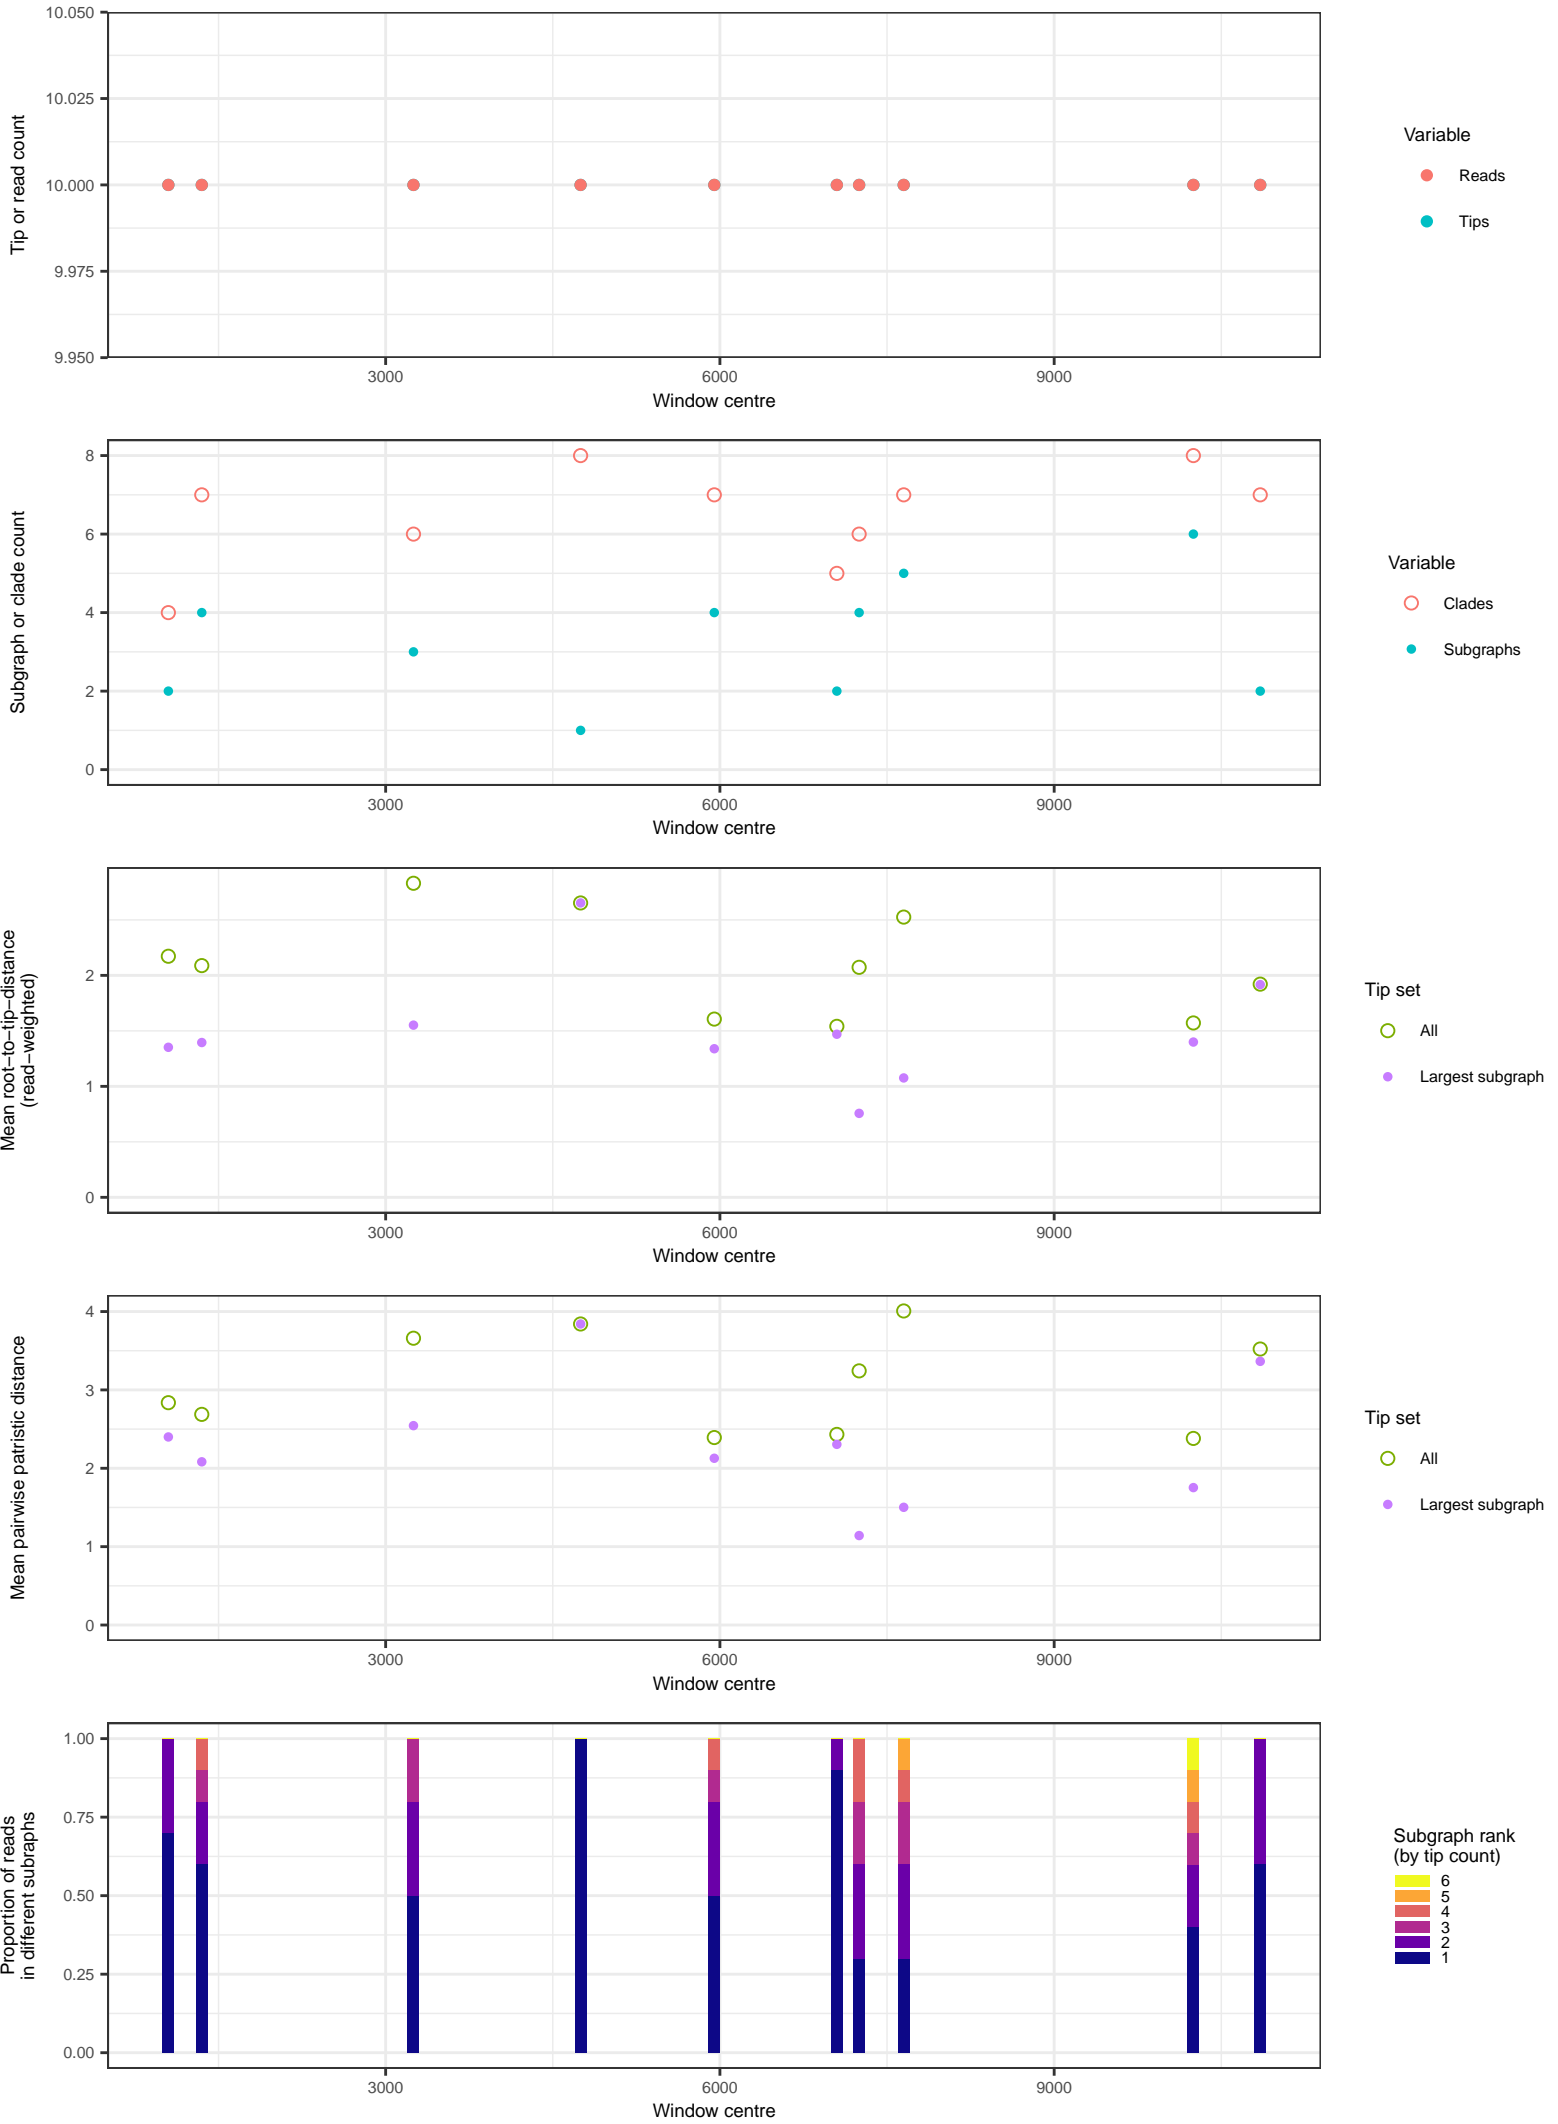 10.050
10.025
10.000
9.975
9.950
Tip or read count
3000
6000
9000
Window centre
Variable
Reads
Tips
8
6
4
2
0
Subgraph or clade count
3000
6000
9000
Window centre
Variable
Clades
Subgraphs
2
1
0
Mean root−to−tip−distance
(read−weighted)
3000
6000
9000
Window centre
Tip set
All
Largest subgraph
4
3
2
1
0
Mean pairwise patristic distance
3000
6000
9000
Window centre
Tip set
All
Largest subgraph
1.00
0.75
0.50
0.25
0.00
Proportion of reads
in different subraphs
3000
6000
9000
Window centre
Subgraph rank
(by tip count)
6
5
4
3
2
1